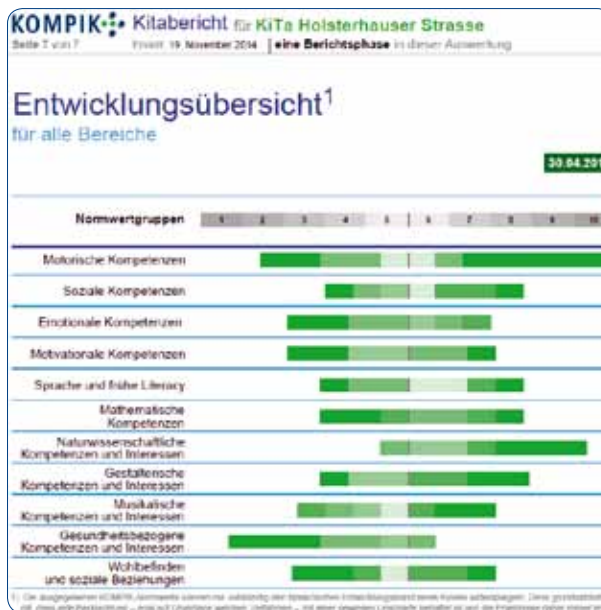 KOMPIK Kitabericht für KiTa Holsterhauser Strasse
Seite 7 von 7 Erstellt: 19. November 2014 | eine Berichtsphase in dieser Auswertung
Entwicklungsübersicht¹
für alle Bereiche
30.04.201
Normwertgruppen 1 2 3 4 5 6 7 8 9 10
Motorische Kompetenzen
Soziale Kompetenzen
Emotionale Kompetenzen
Motivationale Kompetenzen
Sprache und frühe Literacy
Mathematische
Kompetenzen
Naturwissenschaftliche
Kompetenzen und Interessen
Gestalterische
Kompetenzen und Interessen
Musikalische
Kompetenzen und Interessen
Gesundheitsbezogene
Kompetenzen und Interessen
Wohlbefinden
und soziale Beziehungen